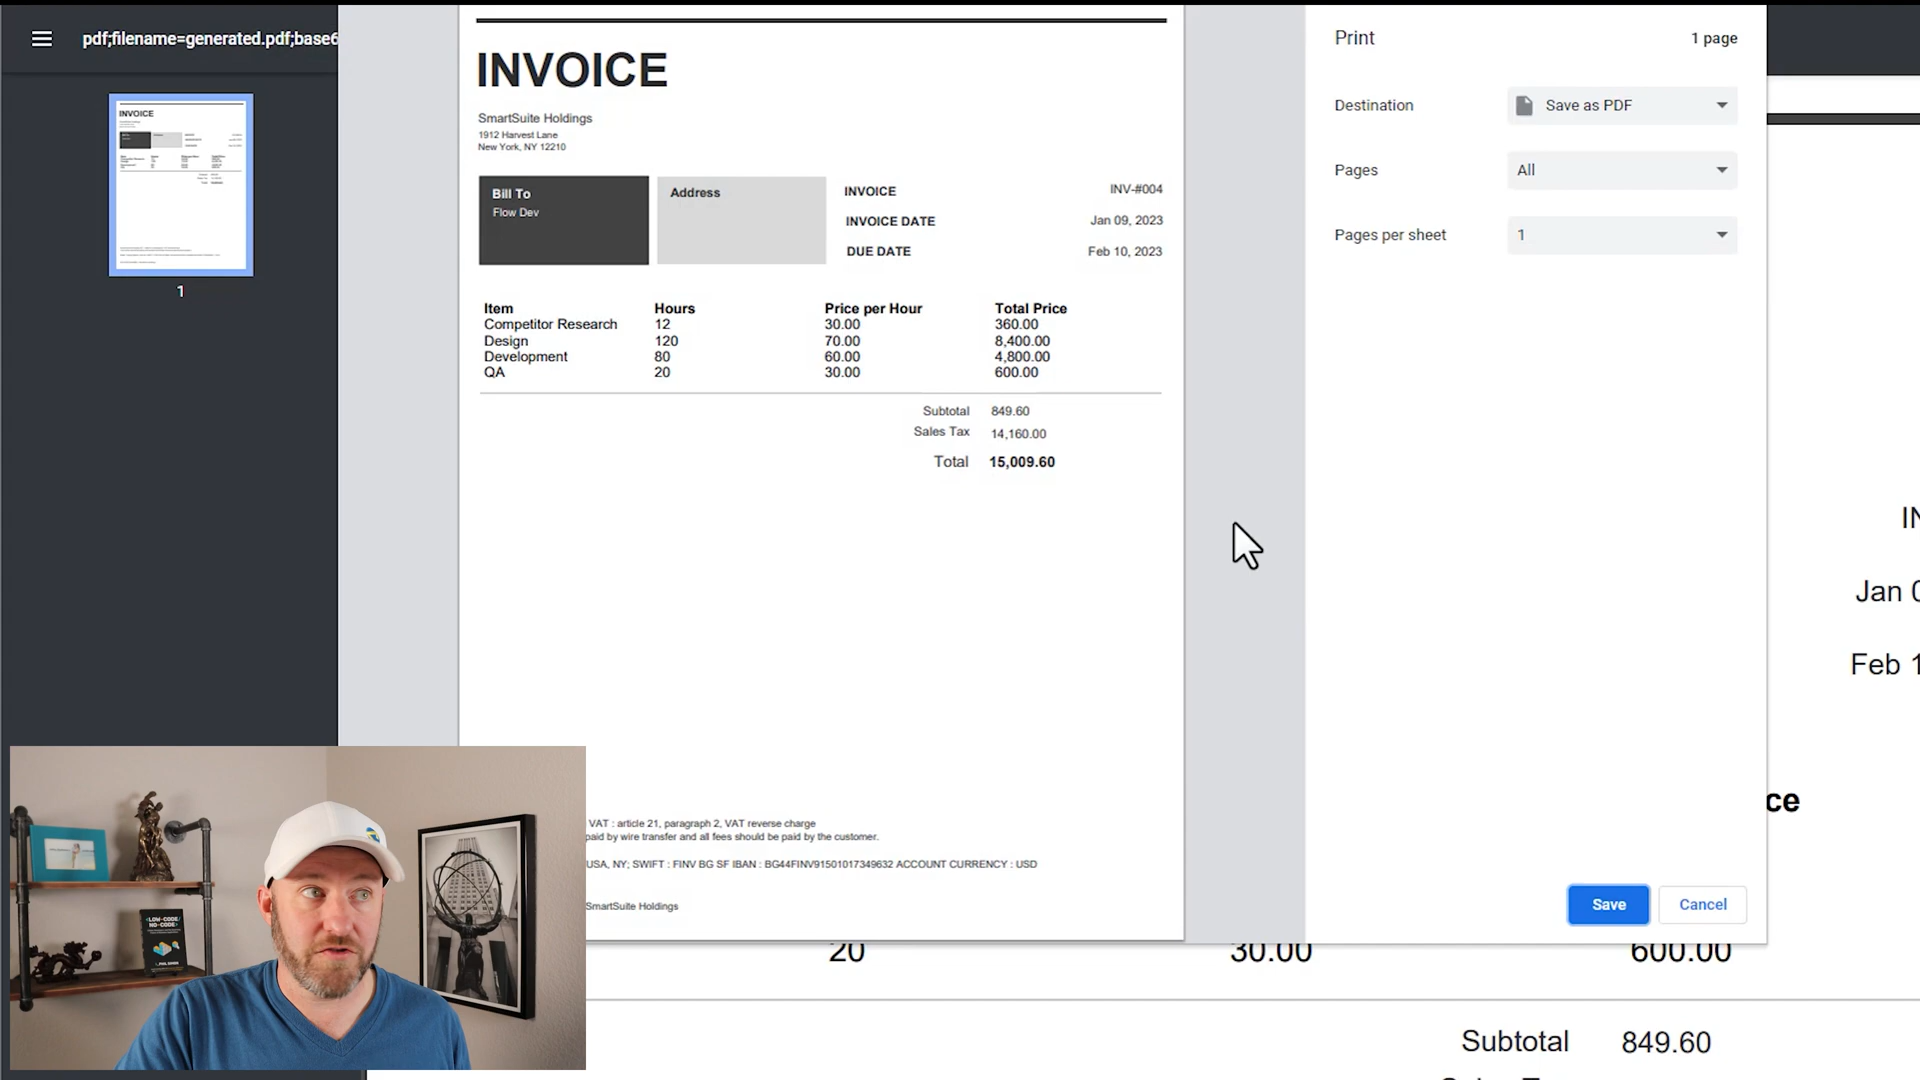 pdf;filename=generated.pdf;base6
1
INVOICE
SmartSuite Holdings
1912 Harvest Lane
New York, NY 12210
Bill To
Flow Dev
Address
INVOICE INV-#004
INVOICE DATE Jan 09, 2023
DUE DATE Feb 10, 2023
Item Hours Price per Hour Total Price
Competitor Research 12 30.00 360.00
Design 120 70.00 8,400.00
Development 80 60.00 4,800.00
QA 20 30.00 600.00
Subtotal 849.60
Sales Tax 14,160.00
Total 15,009.60
VAT : article 21, paragraph 2, VAT reverse charge
paid by wire transfer and all fees should be paid by the customer.
USA, NY; SWIFT : FINV BG SF IBAN : BG44FINV91501017349632 ACCOUNT CURRENCY : USD
SmartSuite Holdings
Print 1 page
Destination Save as PDF
Pages All
Pages per sheet 1
Save Cancel
IN
Jan 0
Feb 1
ce
20 30.00 600.00
Subtotal 849.60
INVOICE
LOW-CODE/
NO-CODE